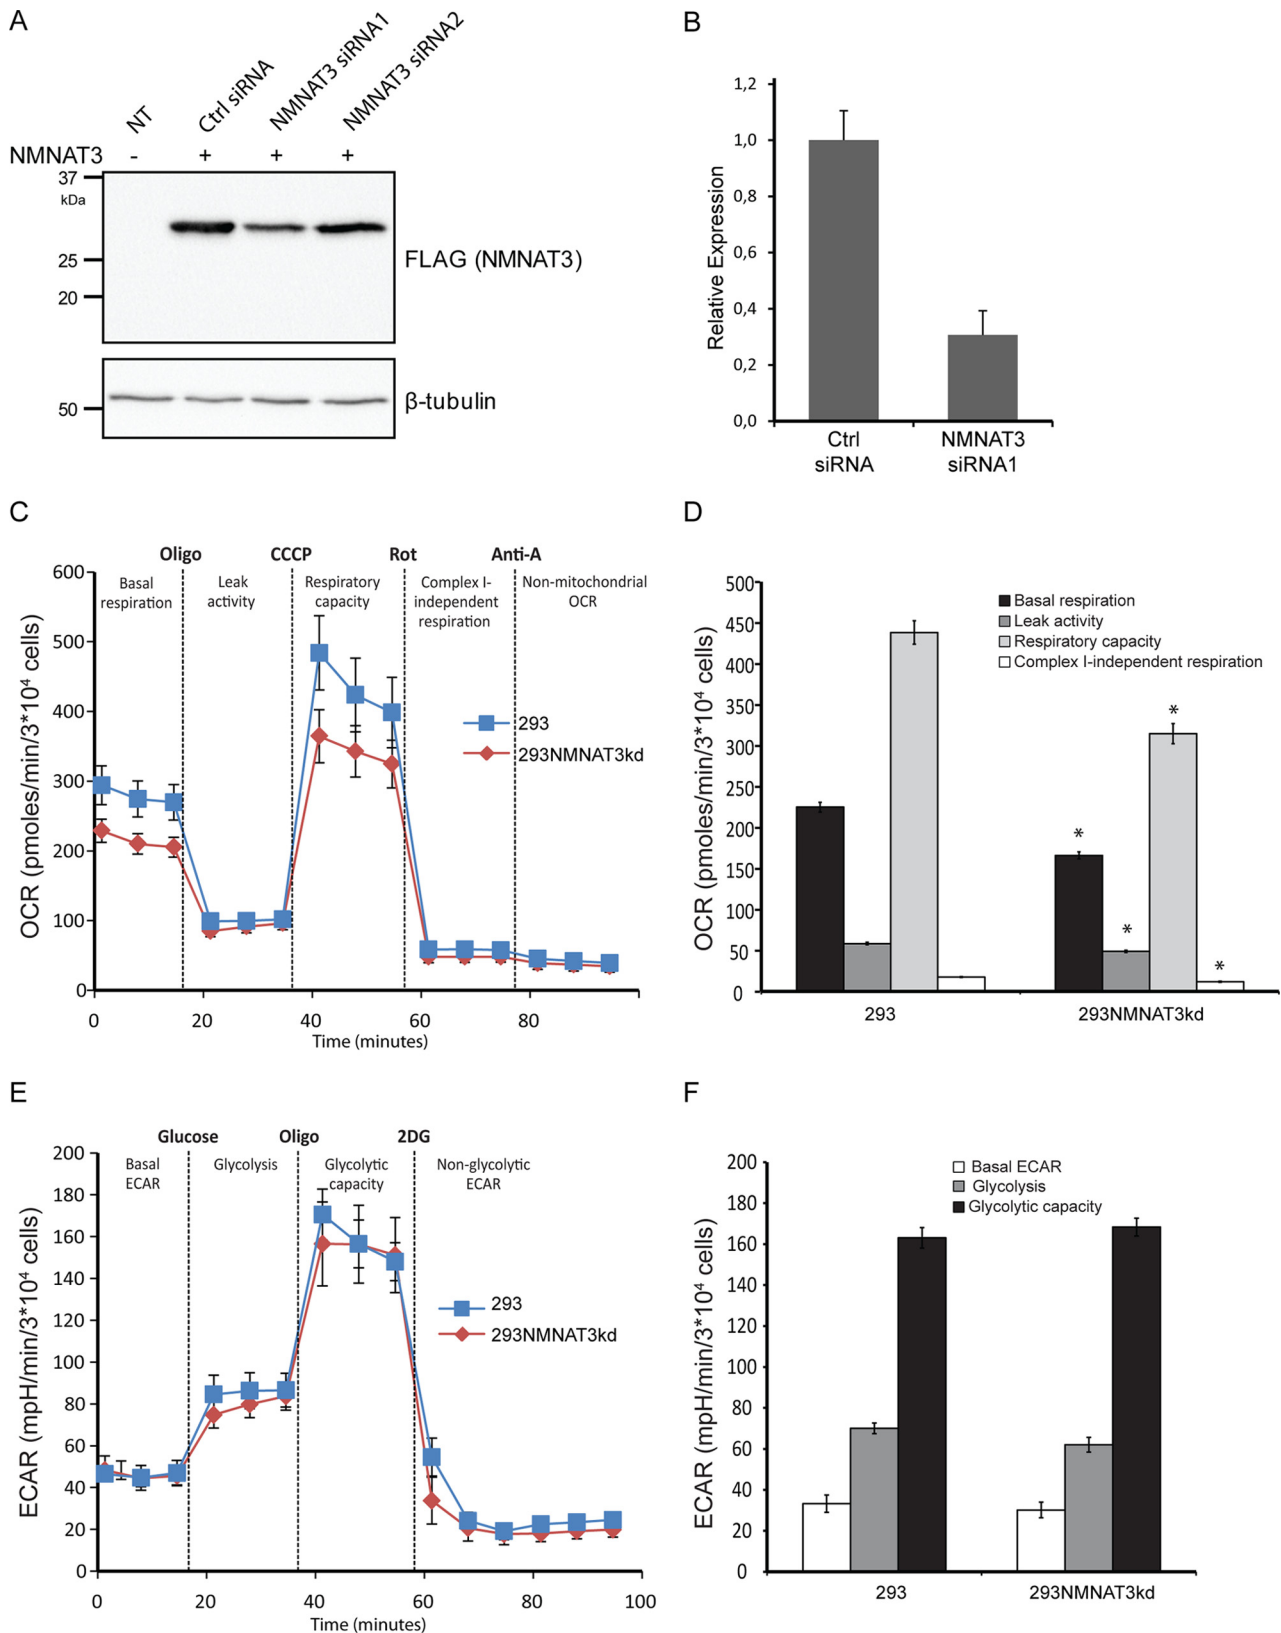 A
NT
Ctrl siRNA
NMNAT3 siRNA1
NMNAT3 siRNA2
NMNAT3 - + + +
37
kDa
25
20
FLAG (NMNAT3)
50
β-tubulin
B
1,2
1,0
0,8
0,6
0,4
0,2
0,0
Relative Expression
Ctrl
siRNA
NMNAT3
siRNA1
C
Oligo CCCP Rot Anti-A
Basal
respiration
Leak
activity
Respiratory
capacity
Complex I-
independent
respiration
Non-mitochondrial
OCR
600
500
400
300
200
100
0
OCR (pmoles/min/3*10⁴ cells)
293
293NMNAT3kd
0 20 40 60 80 100
Time (minutes)
D
500
450
400
350
300
250
200
150
100
50
0
OCR (pmoles/min/3*10⁴ cells)
Basal respiration
Leak activity
Respiratory capacity
Complex I-independent respiration
* * * *
293 293NMNAT3kd
E
Glucose Oligo 2DG
Basal
ECAR
Glycolysis
Glycolytic
capacity
Non-glycolytic
ECAR
200
180
160
140
120
100
80
60
40
20
0
ECAR (mpH/min/3*10⁴ cells)
293
293NMNAT3kd
0 20 40 60 80 100
Time (minutes)
F
200
180
160
140
120
100
80
60
40
20
0
ECAR (mpH/min/3*10⁴ cells)
Basal ECAR
Glycolysis
Glycolytic capacity
293 293NMNAT3kd